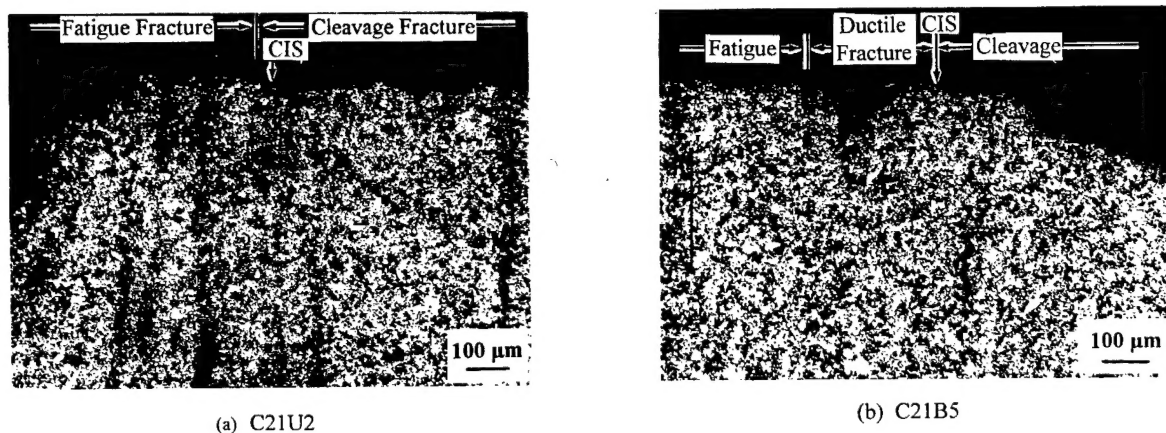 Fatigue Fracture Cleavage Fracture
CIS
100 µm
(a) C21U2
Fatigue Ductile Fracture CIS Cleavage
100 µm
(b) C21B5